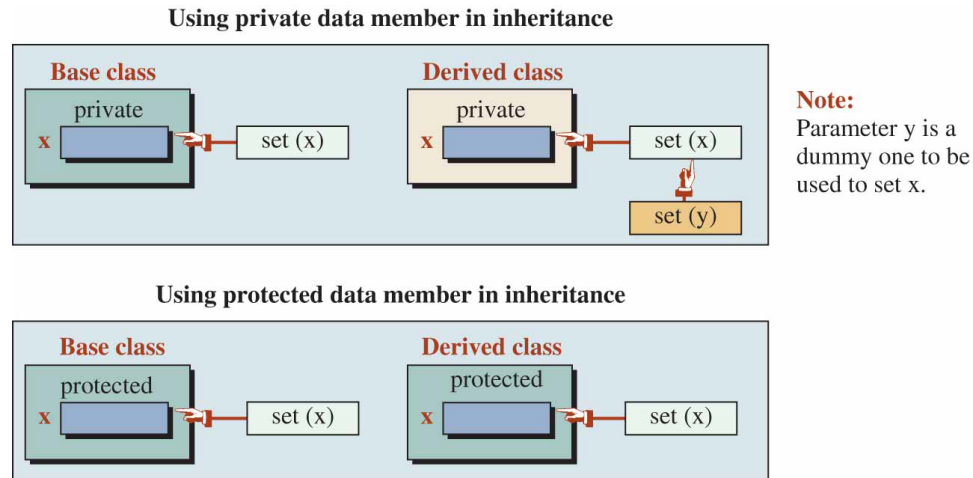 Using private data member in inheritance
Base class
private
x
set (x)
Derived class
private
x
set (x)
set (y)
Note:
Parameter y is a
dummy one to be
used to set x.
Using protected data member in inheritance
Base class
protected
x
set (x)
Derived class
protected
x
set (x)